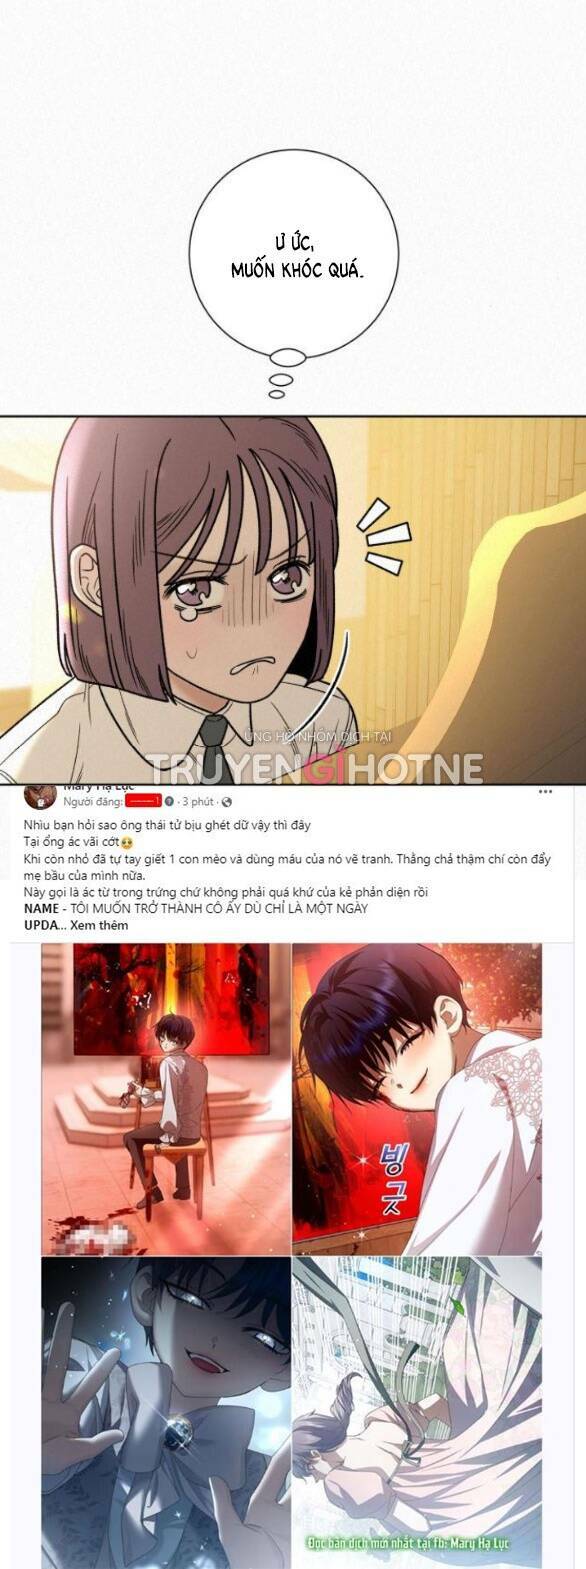 Ư ỨC,
MUỐN KHÓC QUÁ.
ỦNG HỘ NHÓM DỊCH TẠI
TRUYENGIHOTNE
Mary Hạ Lục
Người đăng: 1 · 3 phút ·
Nhìu bạn hỏi sao ông thái tử bịu ghét dữ vậy thì đây
Tại ổng ác vãi cớt🥺
Khi còn nhỏ đã tự tay giết 1 con mèo và dùng máu của nó vẽ tranh. Thằng chả thậm chí còn đẩy
mẹ bầu của mình nữa.
Này gọi là ác từ trong trứng chứ không phải quá khứ của kẻ phản diện rồi
NAME - TÔI MUỐN TRỞ THÀNH CÔ ẤY DÙ CHỈ LÀ MỘT NGÀY
UPDA... Xem thêm
빙긋
Đọc bản dịch mới nhất tại fb: Mary Hạ Lục